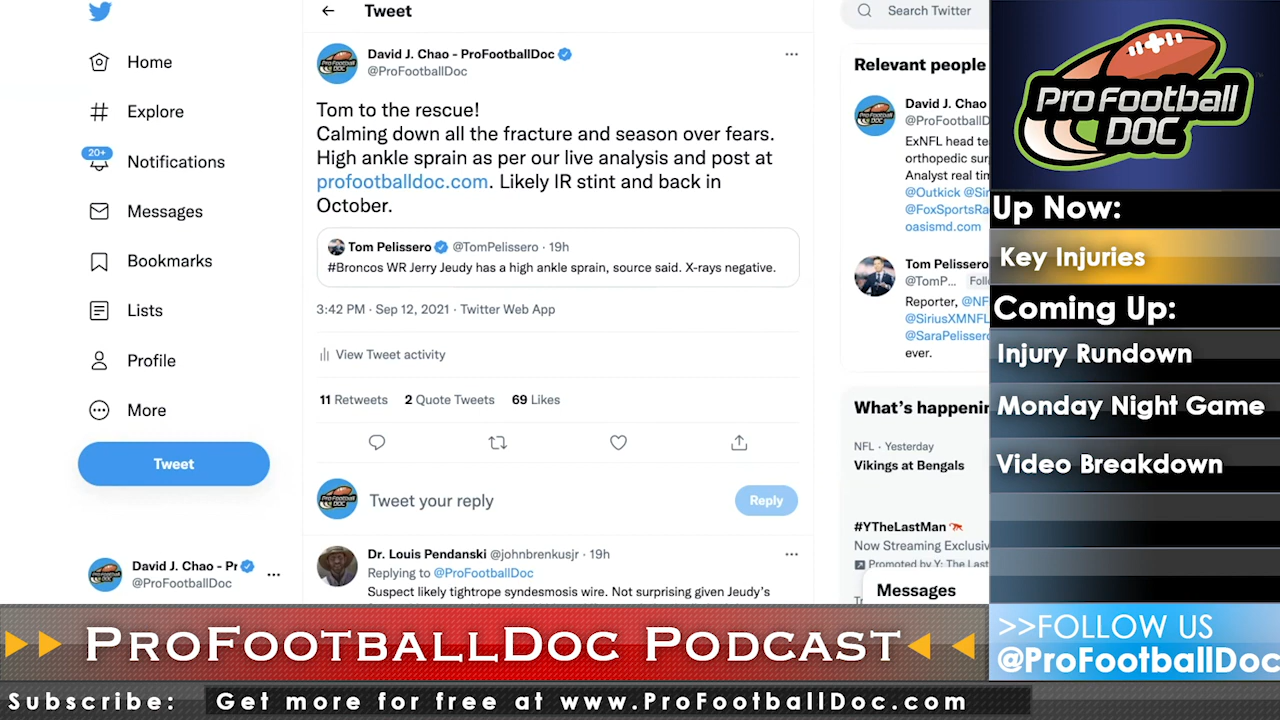 Tweet
Search Twitter
Home
Explore
20+
Notifications
Messages
Bookmarks
Lists
Profile
More
Tweet
David J. Chao - Pr
@ProFootballDoc
David J. Chao - ProFootballDoc
@ProFootballDoc
Tom to the rescue!
Calming down all the fracture and season over fears.
High ankle sprain as per our live analysis and post at
profootballdoc.com. Likely IR stint and back in
October.
Tom Pelissero @TomPelissero · 19h
#Broncos WR Jerry Jeudy has a high ankle sprain, source said. X-rays negative.
3:42 PM · Sep 12, 2021 · Twitter Web App
View Tweet activity
11 Retweets 2 Quote Tweets 69 Likes
Tweet your reply
Reply
Dr. Louis Pendanski @johnbrenkusjr · 19h
Replying to @ProFootballDoc
Suspect likely tightrope syndesmosis wire. Not surprising given Jeudy's
Relevant people
David J. Chao
@ProFootballD
ExNFL head te
orthopedic sur
Analyst real tim
@Outkick @Sir
@FoxSportsRa
oasismd.com
Tom Pelissero
@TomP... Follo
Reporter, @NF
@SiriusXMNFL
@SaraPelissero
ever.
What's happenin
NFL · Yesterday
Vikings at Bengals
#YTheLastMan
Now Streaming Exclusiv
Promoted by Y: The Last
Messages
Pro Football
DOC
Up Now:
Key Injuries
Coming Up:
Injury Rundown
Monday Night Game
Video Breakdown
>>FOLLOW US
@ProFootballDoc
ProFootballDoc Podcast
Subscribe: Get more for free at www.ProFootballDoc.com